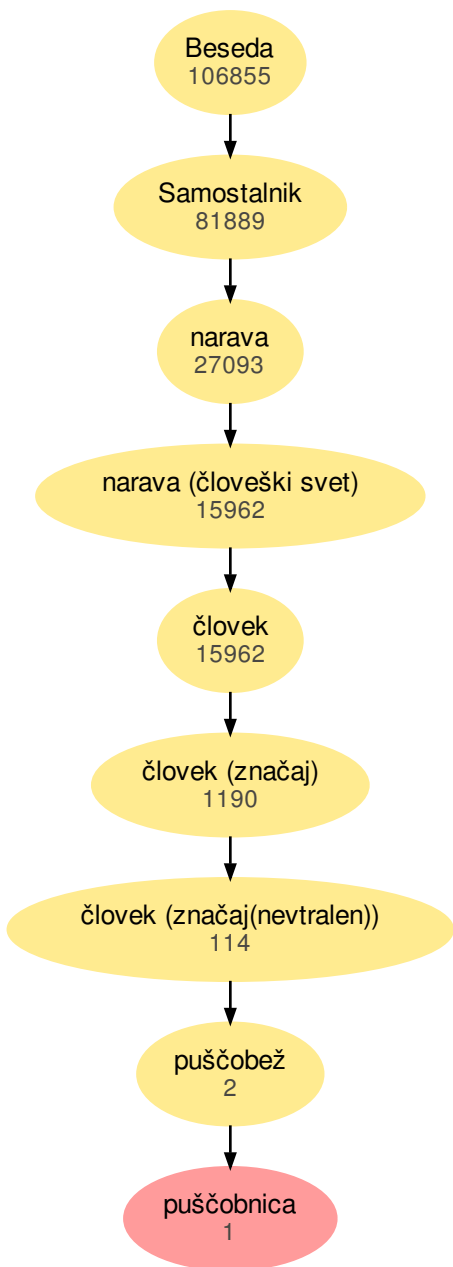 Beseda
106855
Samostalnik
81889
narava
27093
narava (človeški svet)
15962
človek
15962
človek (značaj)
1190
človek (značaj(nevtralen))
114
puščobež
2
puščobnica
1